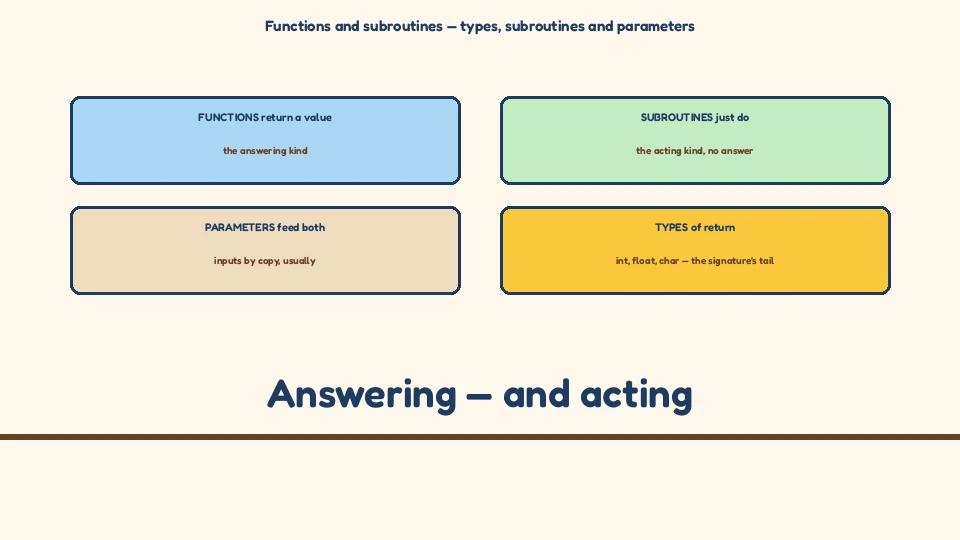 Functions and subroutines — types, subroutines and parameters
FUNCTIONS return a value
the answering kind
SUBROUTINES just do
the acting kind, no answer
PARAMETERS feed both
inputs by copy, usually
TYPES of return
int, float, char — the signature's tail
Answering — and acting